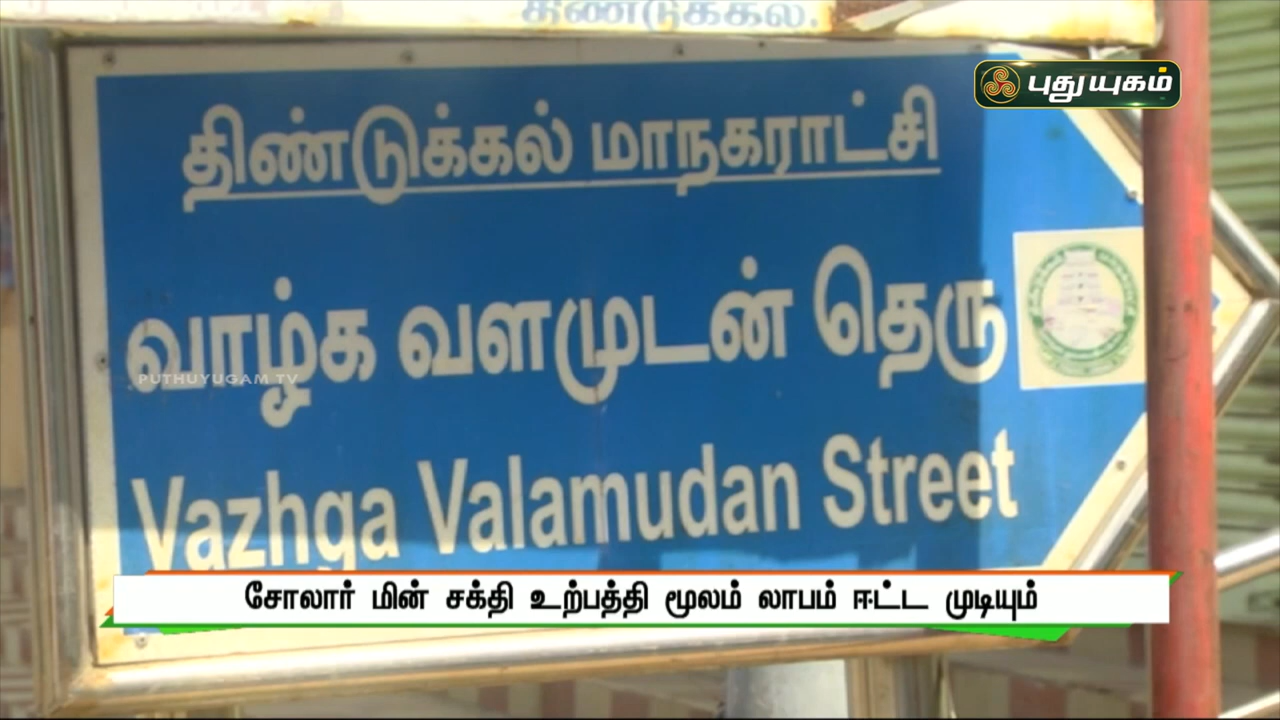 திண்டுக்கல்.
புதுயுகம்
திண்டுக்கல் மாநகராட்சி
வாழ்க வளமுடன் தெரு
PUTHUYUGAM TV
Vazhga Valamudan Street
சோலார் மின் சக்தி உற்பத்தி மூலம் லாபம் ஈட்ட முடியும்